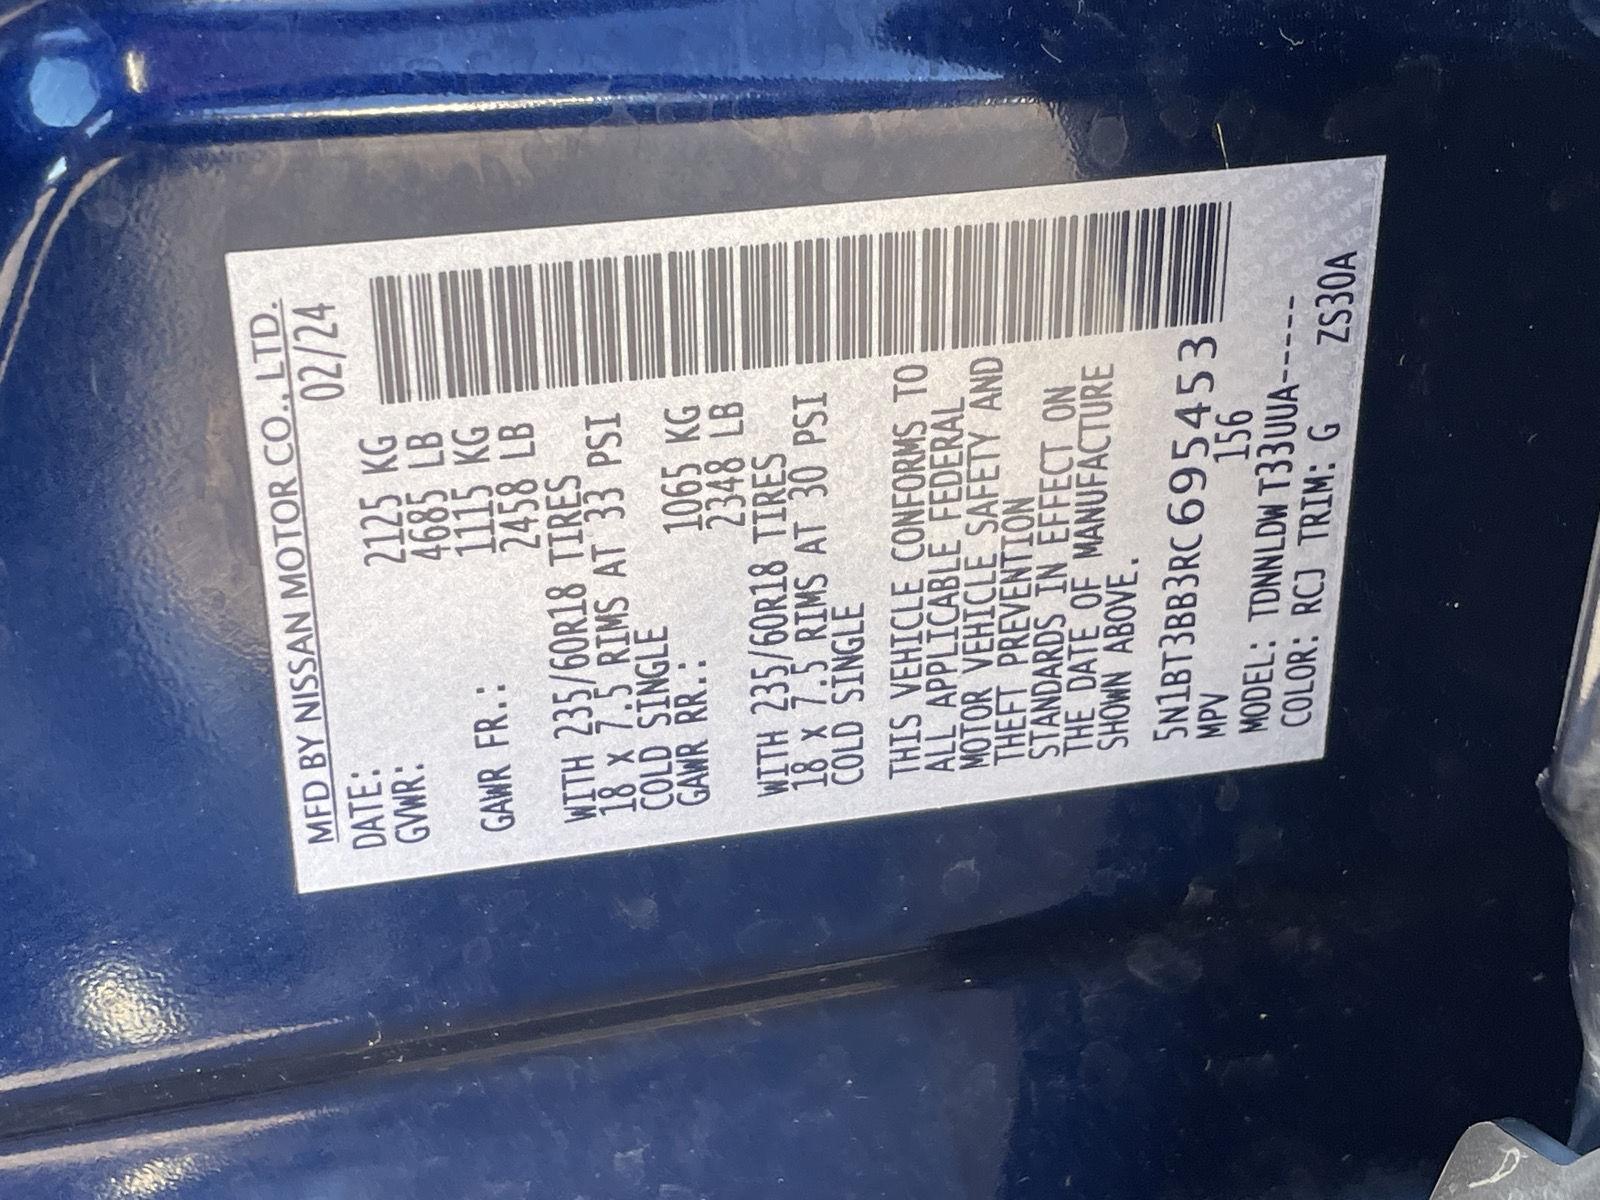 MFD BY NISSAN MOTOR CO., LTD.
DATE: 02/24
GVWR: 2125 KG
4685 LB
GAWR FR.: 1115 KG
2458 LB
WITH 235/60R18 TIRES
18 X 7.5 RIMS AT 33 PSI
COLD SINGLE
GAWR RR.: 1065 KG
2348 LB
WITH 235/60R18 TIRES
18 X 7.5 RIMS AT 30 PSI
COLD SINGLE
THIS VEHICLE CONFORMS TO
ALL APPLICABLE FEDERAL
MOTOR VEHICLE SAFETY AND
THEFT PREVENTION
STANDARDS IN EFFECT ON
THE DATE OF MANUFACTURE
SHOWN ABOVE.
5N1BT3BB3RC695453
MPV 156
MODEL: TDNNLDWT33UUA-----
COLOR: RCJ TRIM: G ZS30A